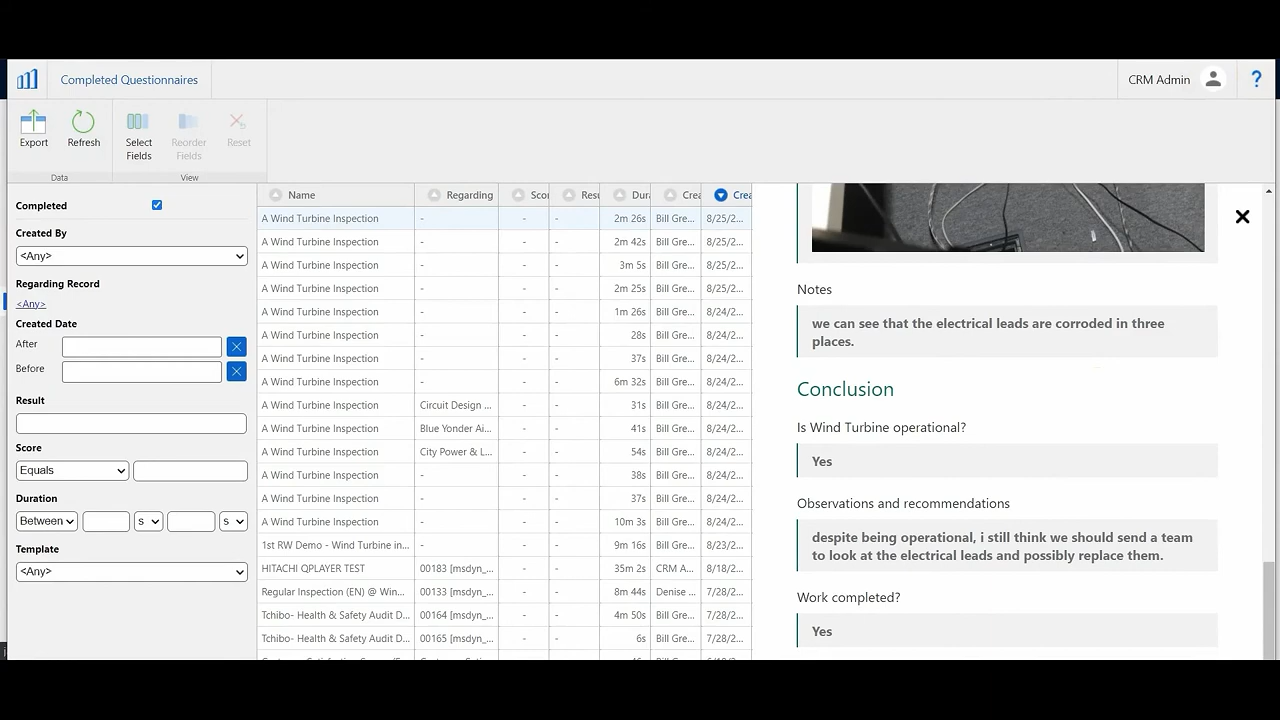 Completed Questionnaires
CRM Admin
?
Export
Refresh
Select Fields
Reorder Fields
Reset
Data
View
Completed
Created By
<Any>
Regarding Record
<Any>
Created Date
After
Before
Result
Score
Equals
Duration
Between s s
Template
<Any>
Name Regarding Scor Resu Dura Crea Crea
A Wind Turbine Inspection - - - 2m 26s Bill Gre... 8/25/2...
A Wind Turbine Inspection - - - 2m 42s Bill Gre... 8/25/2...
A Wind Turbine Inspection - - - 3m 5s Bill Gre... 8/25/2...
A Wind Turbine Inspection - - - 2m 25s Bill Gre... 8/25/2...
A Wind Turbine Inspection - - - 1m 26s Bill Gre... 8/24/2...
A Wind Turbine Inspection - - - 28s Bill Gre... 8/24/2...
A Wind Turbine Inspection - - - 37s Bill Gre... 8/24/2...
A Wind Turbine Inspection - - - 6m 32s Bill Gre... 8/24/2...
A Wind Turbine Inspection Circuit Design ... - - 31s Bill Gre... 8/24/2...
A Wind Turbine Inspection Blue Yonder Ai... - - 41s Bill Gre... 8/24/2...
A Wind Turbine Inspection City Power & L... - - 54s Bill Gre... 8/24/2...
A Wind Turbine Inspection - - - 38s Bill Gre... 8/24/2...
A Wind Turbine Inspection - - - 37s Bill Gre... 8/24/2...
A Wind Turbine Inspection - - - 10m 3s Bill Gre... 8/24/2...
1st RW Demo - Wind Turbine in... - - - 9m 16s Bill Gre... 8/23/2...
HITACHI QPLAYER TEST 00183 [msdyn_... - - 35m 2s CRM A... 8/18/2...
Regular Inspection (EN) @ Win... 00133 [msdyn_... - - 8m 44s Denise ... 7/28/2...
Tchibo- Health & Safety Audit D... 00164 [msdyn_... - - 4m 50s Bill Gre... 7/28/2...
Tchibo- Health & Safety Audit D... 00165 [msdyn_... - - 6s Bill Gre... 7/28/2...
Notes
we can see that the electrical leads are corroded in three
places.
Conclusion
Is Wind Turbine operational?
Yes
Observations and recommendations
despite being operational, i still think we should send a team
to look at the electrical leads and possibly replace them.
Work completed?
Yes